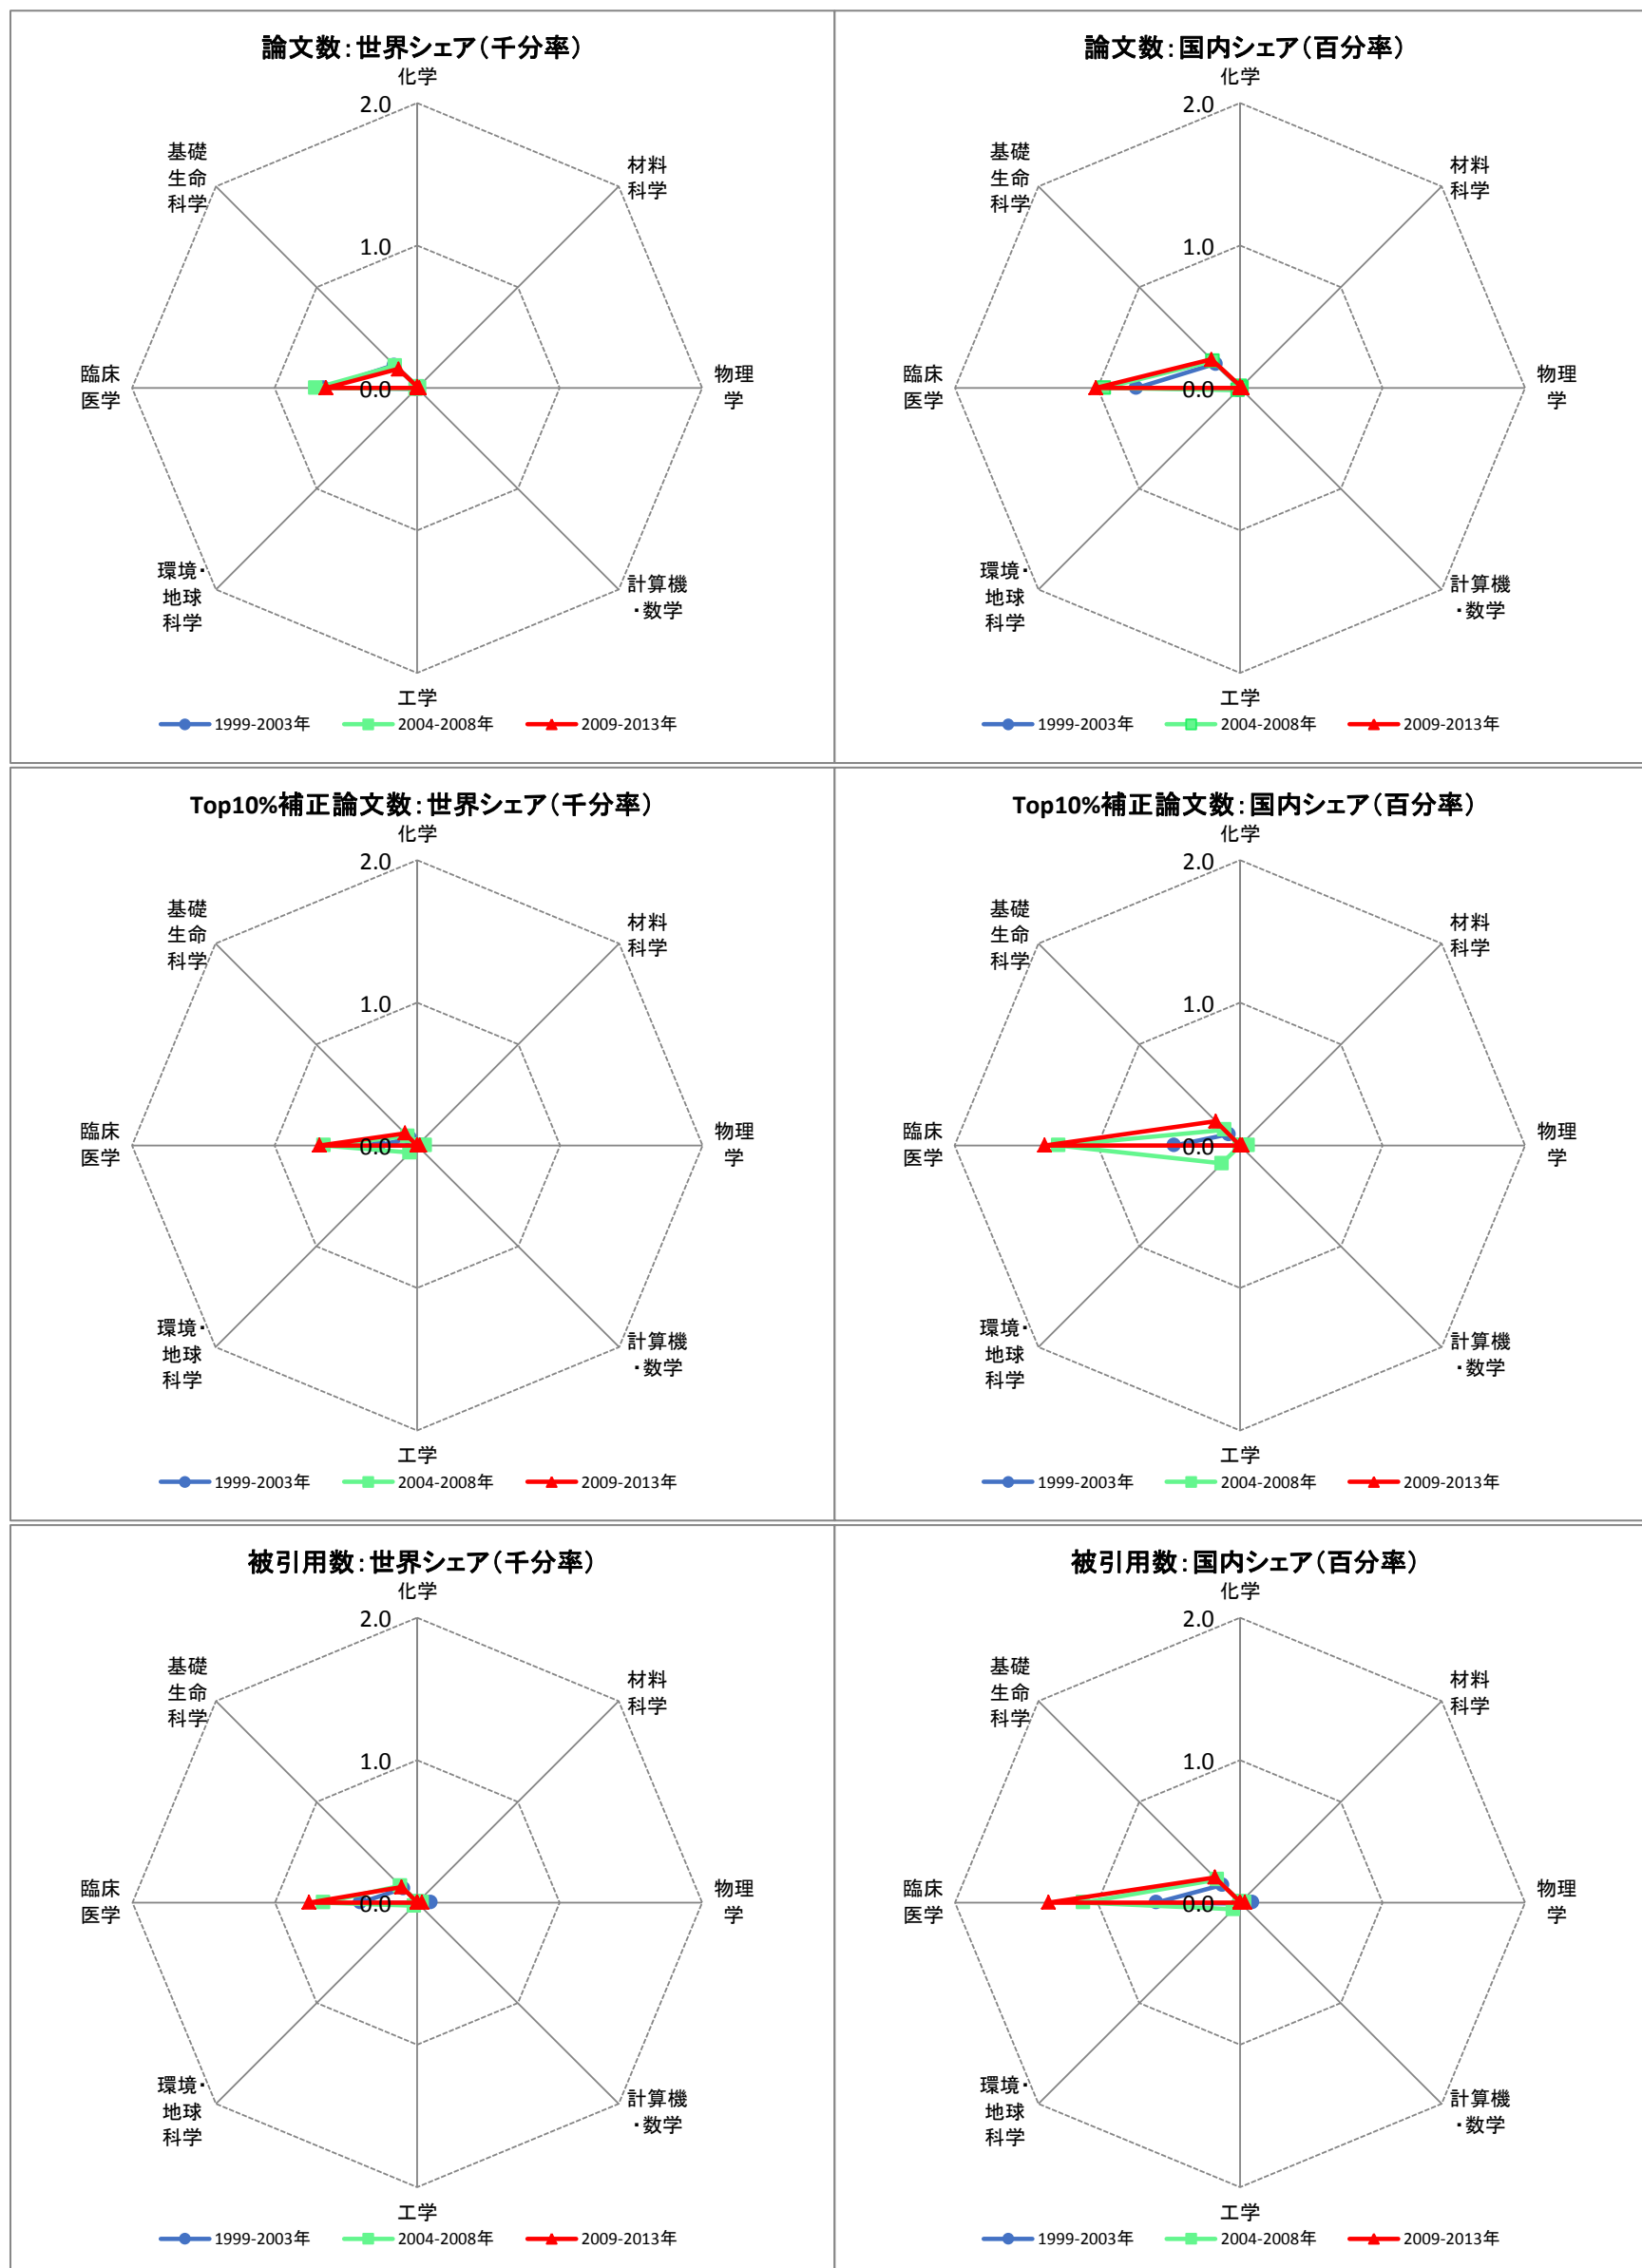 論文数：世界シェア（千分率）
化学
2.0
基礎
生命
科学
材料
科学
1.0
臨床
医学
0.0
物理
学
環境・
地球
科学
計算機
・数学
工学
1999-2003年
2004-2008年
2009-2013年
論文数：国内シェア（百分率）
化学
2.0
基礎
生命
科学
材料
科学
1.0
臨床
医学
0.0
物理
学
環境・
地球
科学
計算機
・数学
工学
1999-2003年
2004-2008年
2009-2013年
Top10%補正論文数：世界シェア（千分率）
化学
2.0
基礎
生命
科学
材料
科学
1.0
臨床
医学
0.0
物理
学
環境・
地球
科学
計算機
・数学
工学
1999-2003年
2004-2008年
2009-2013年
Top10%補正論文数：国内シェア（百分率）
化学
2.0
基礎
生命
科学
材料
科学
1.0
臨床
医学
0.0
物理
学
環境・
地球
科学
計算機
・数学
工学
1999-2003年
2004-2008年
2009-2013年
被引用数：世界シェア（千分率）
化学
2.0
基礎
生命
科学
材料
科学
1.0
臨床
医学
0.0
物理
学
環境・
地球
科学
計算機
・数学
工学
1999-2003年
2004-2008年
2009-2013年
被引用数：国内シェア（百分率）
化学
2.0
基礎
生命
科学
材料
科学
1.0
臨床
医学
0.0
物理
学
環境・
地球
科学
計算機
・数学
工学
1999-2003年
2004-2008年
2009-2013年